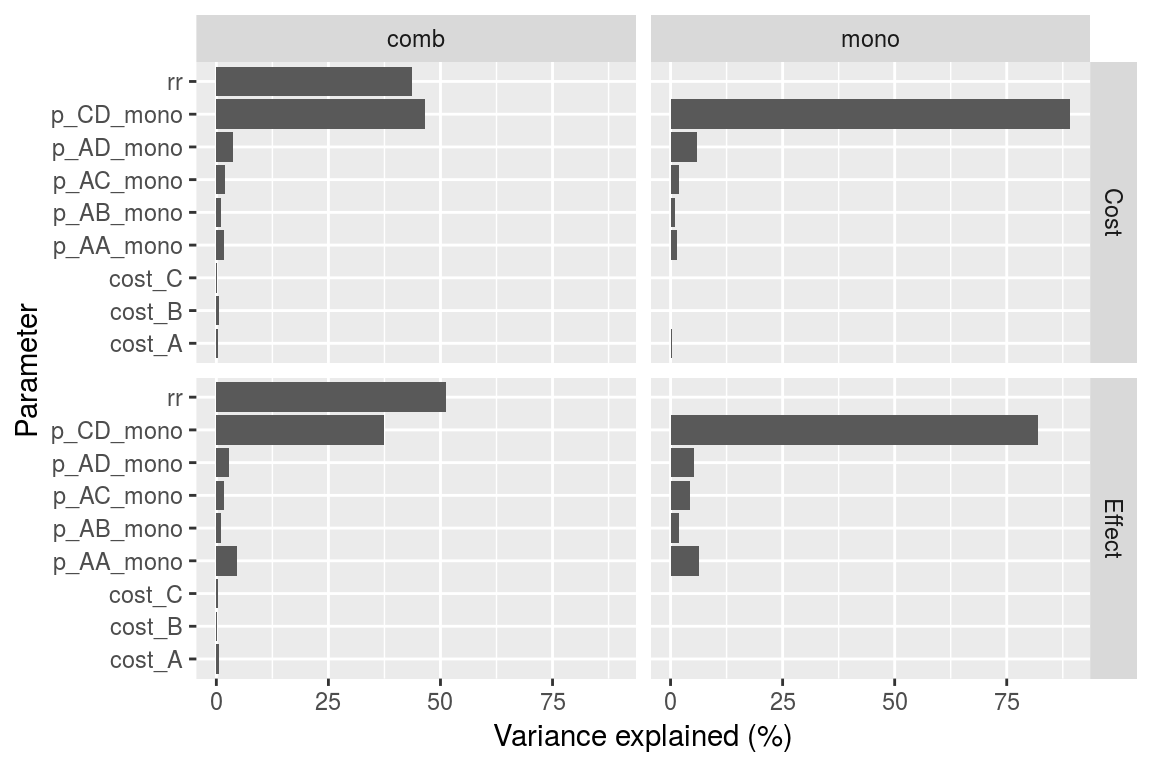 comb
mono
rr
p_CD_mono
p_AD_mono
p_AC_mono
p_AB_mono
p_AA_mono
cost_C
cost_B
cost_A
Cost
rr
p_CD_mono
p_AD_mono
p_AC_mono
p_AB_mono
p_AA_mono
cost_C
cost_B
cost_A
Effect
Parameter
0 25 50 75
0 25 50 75
Variance explained (%)